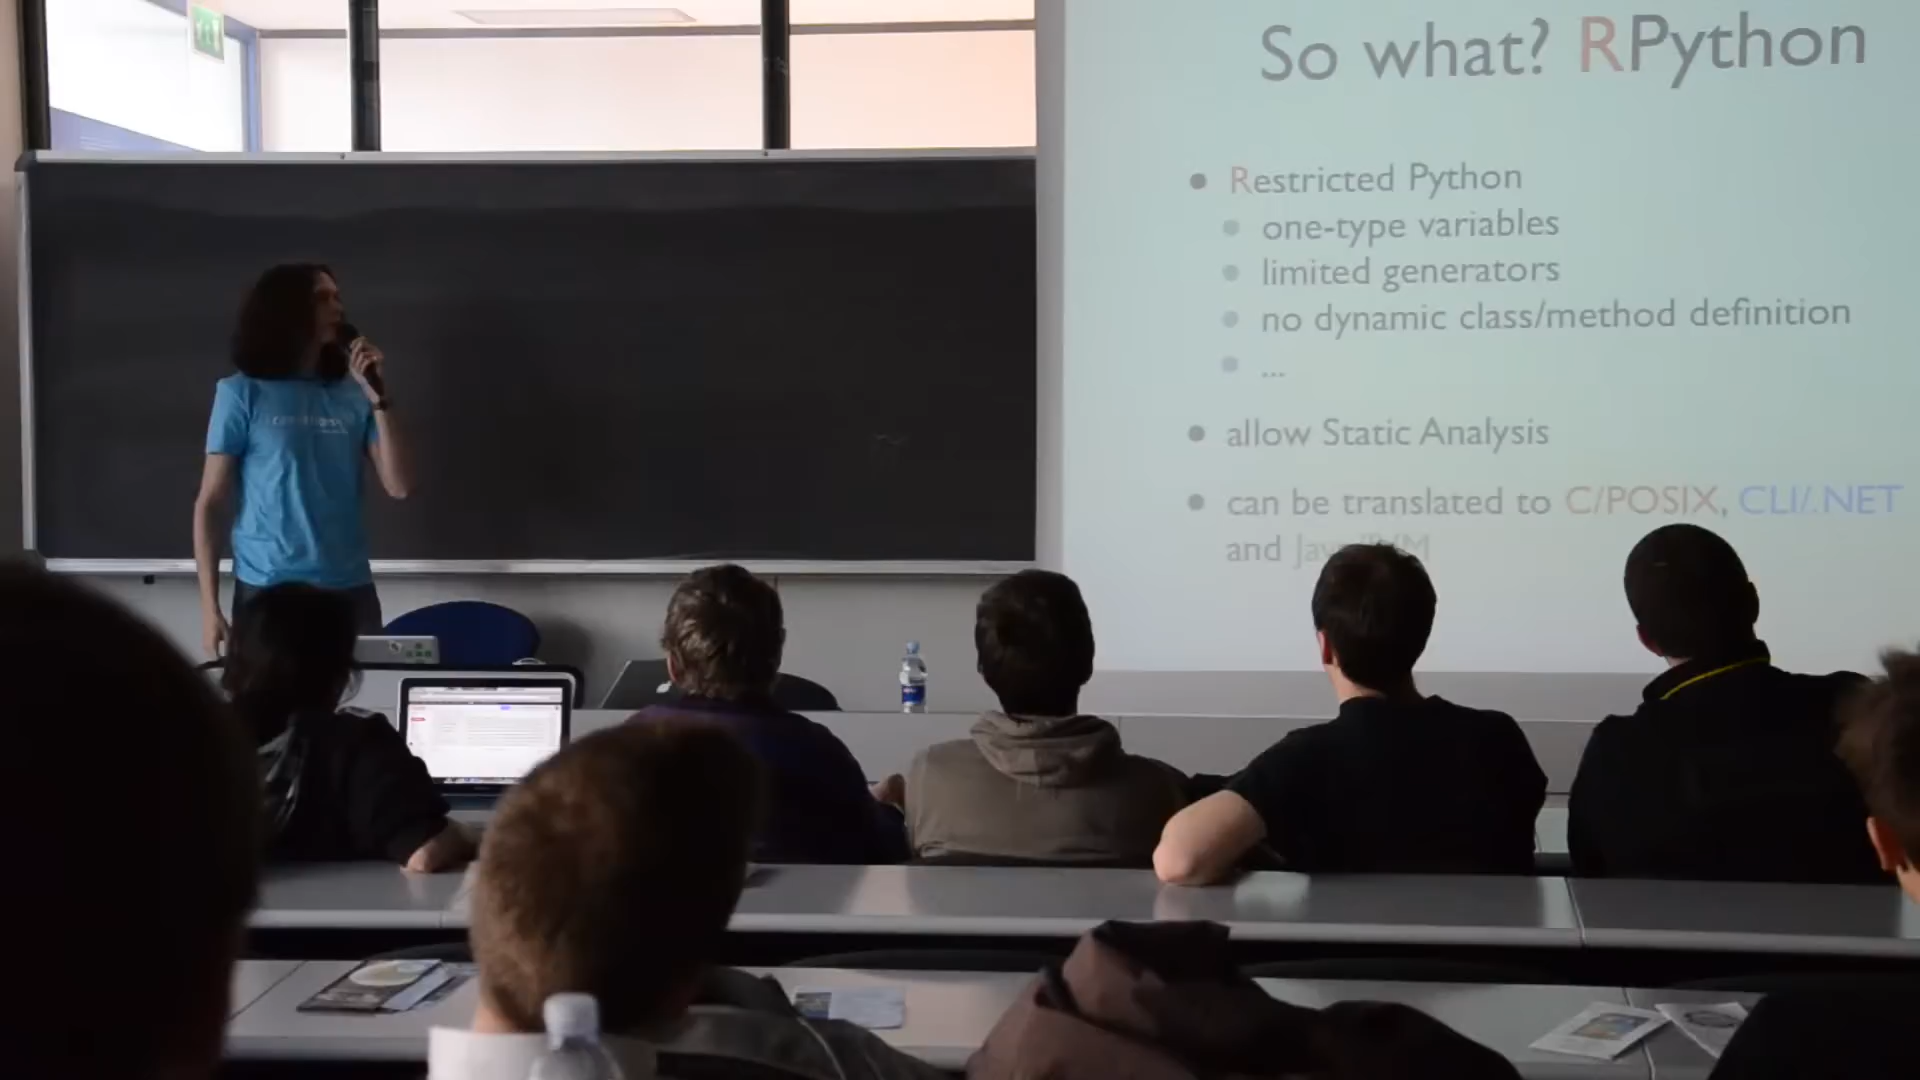 So what? RPython
Restricted Python
one-type variables
limited generators
no dynamic class/method definition
...
allow Static Analysis
can be translated to C/POSIX, CLI/.NET
and